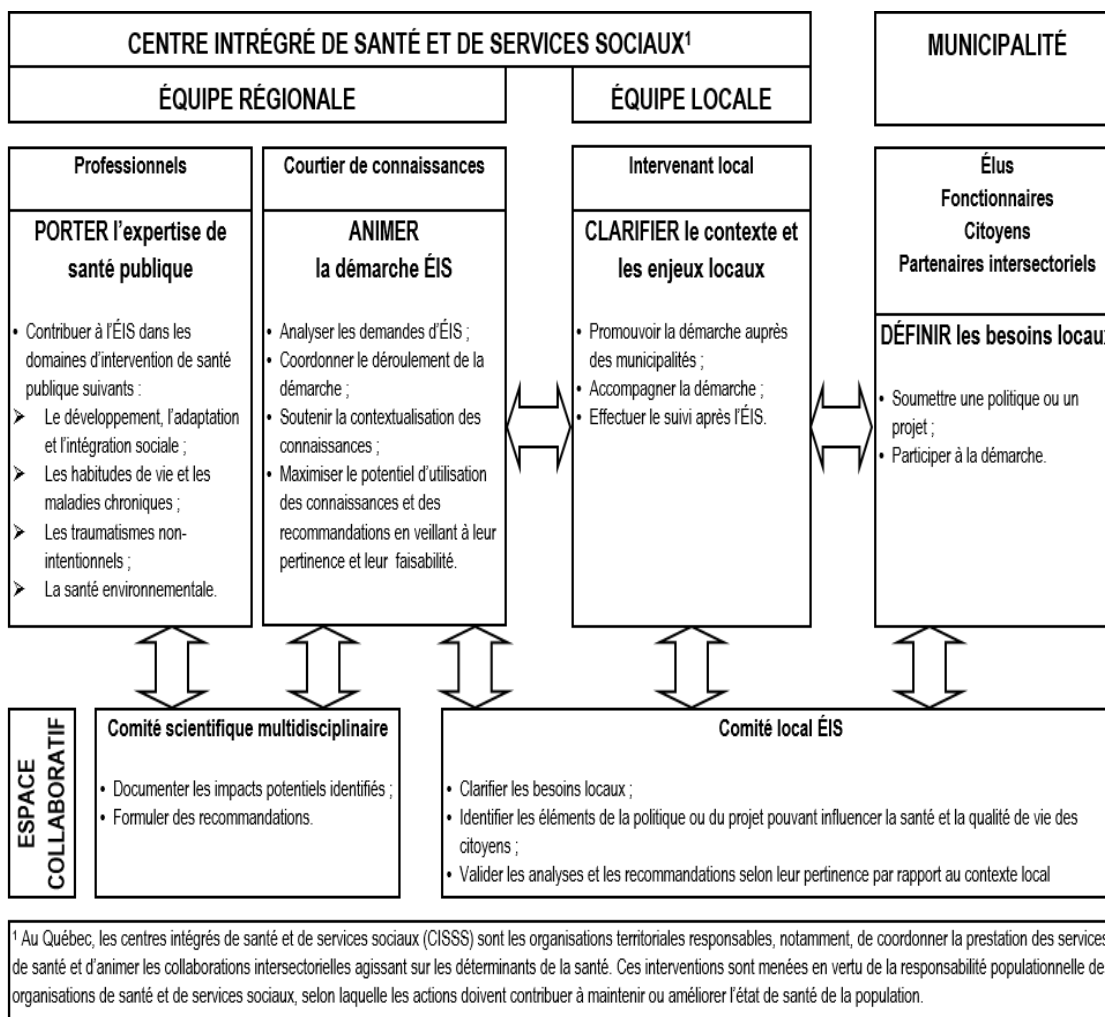 CENTRE INTRÉGRÉ DE SANTÉ ET DE SERVICES SOCIAUX¹
MUNICIPALITÉ
ÉQUIPE RÉGIONALE
ÉQUIPE LOCALE
Professionnels
PORTER l'expertise de
santé publique
• Contribuer à l'ÉIS dans les
domaines d'intervention de santé
publique suivants :
➢ Le développement, l'adaptation
et l'intégration sociale ;
➢ Les habitudes de vie et les
maladies chroniques ;
➢ Les traumatismes non-
intentionnels ;
➢ La santé environnementale.
Courtier de connaissances
ANIMER
la démarche ÉIS
• Analyser les demandes d'ÉIS ;
• Coordonner le déroulement de la
démarche ;
• Soutenir la contextualisation des
connaissances ;
• Maximiser le potentiel d'utilisation
des connaissances et des
recommandations en veillant à leur
pertinence et leur faisabilité.
Intervenant local
CLARIFIER le contexte et
les enjeux locaux
• Promouvoir la démarche auprès
des municipalités ;
• Accompagner la démarche ;
• Effectuer le suivi après l'ÉIS.
Élus
Fonctionnaires
Citoyens
Partenaires intersectoriels
DÉFINIR les besoins locaux
• Soumettre une politique ou un
projet ;
• Participer à la démarche.
ESPACE
COLLABORATIF
Comité scientifique multidisciplinaire
• Documenter les impacts potentiels identifiés ;
• Formuler des recommandations.
Comité local ÉIS
• Clarifier les besoins locaux ;
• Identifier les éléments de la politique ou du projet pouvant influencer la santé et la qualité de vie des
citoyens ;
• Valider les analyses et les recommandations selon leur pertinence par rapport au contexte local
¹ Au Québec, les centres intégrés de santé et de services sociaux (CISSS) sont les organisations territoriales responsables, notamment, de coordonner la prestation des services
de santé et d'animer les collaborations intersectorielles agissant sur les déterminants de la santé. Ces interventions sont menées en vertu de la responsabilité populationnelle de
organisations de santé et de services sociaux, selon laquelle les actions doivent contribuer à maintenir ou améliorer l'état de santé de la population.